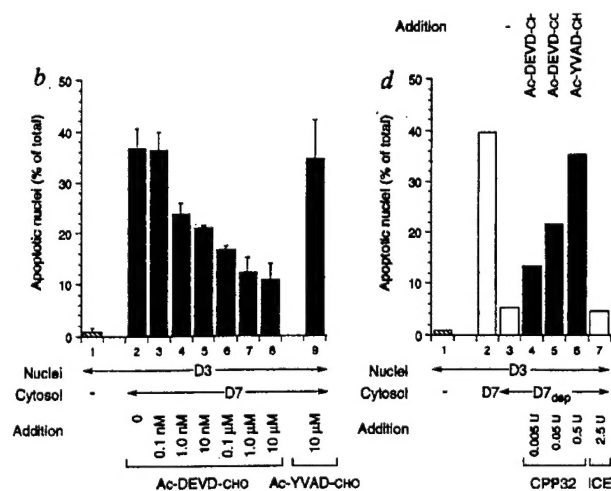 Addition
-
Ac-DEVD-CH
Ac-DEVD-CC
Ac-YVAD-CH
b
Apoptotic nuclei (% of total)
50
40
30
20
10
0
1 2 3 4 5 6 7 8 9
Nuclei D3
Cytosol - D7
Addition 0 0.1 nM 1.0 nM 10 nM 0.1 µM 1.0 µM 10 µM 10 µM
Ac-DEVD-CHO Ac-YVAD-CHO
d
Apoptotic nuclei (% of total)
50
40
30
20
10
0
1 2 3 4 5 6 7
Nuclei D3
Cytosol - D7 D7dep
Addition 0.005 U 0.05 U 0.5 U 2.5 U
CPP32 ICE